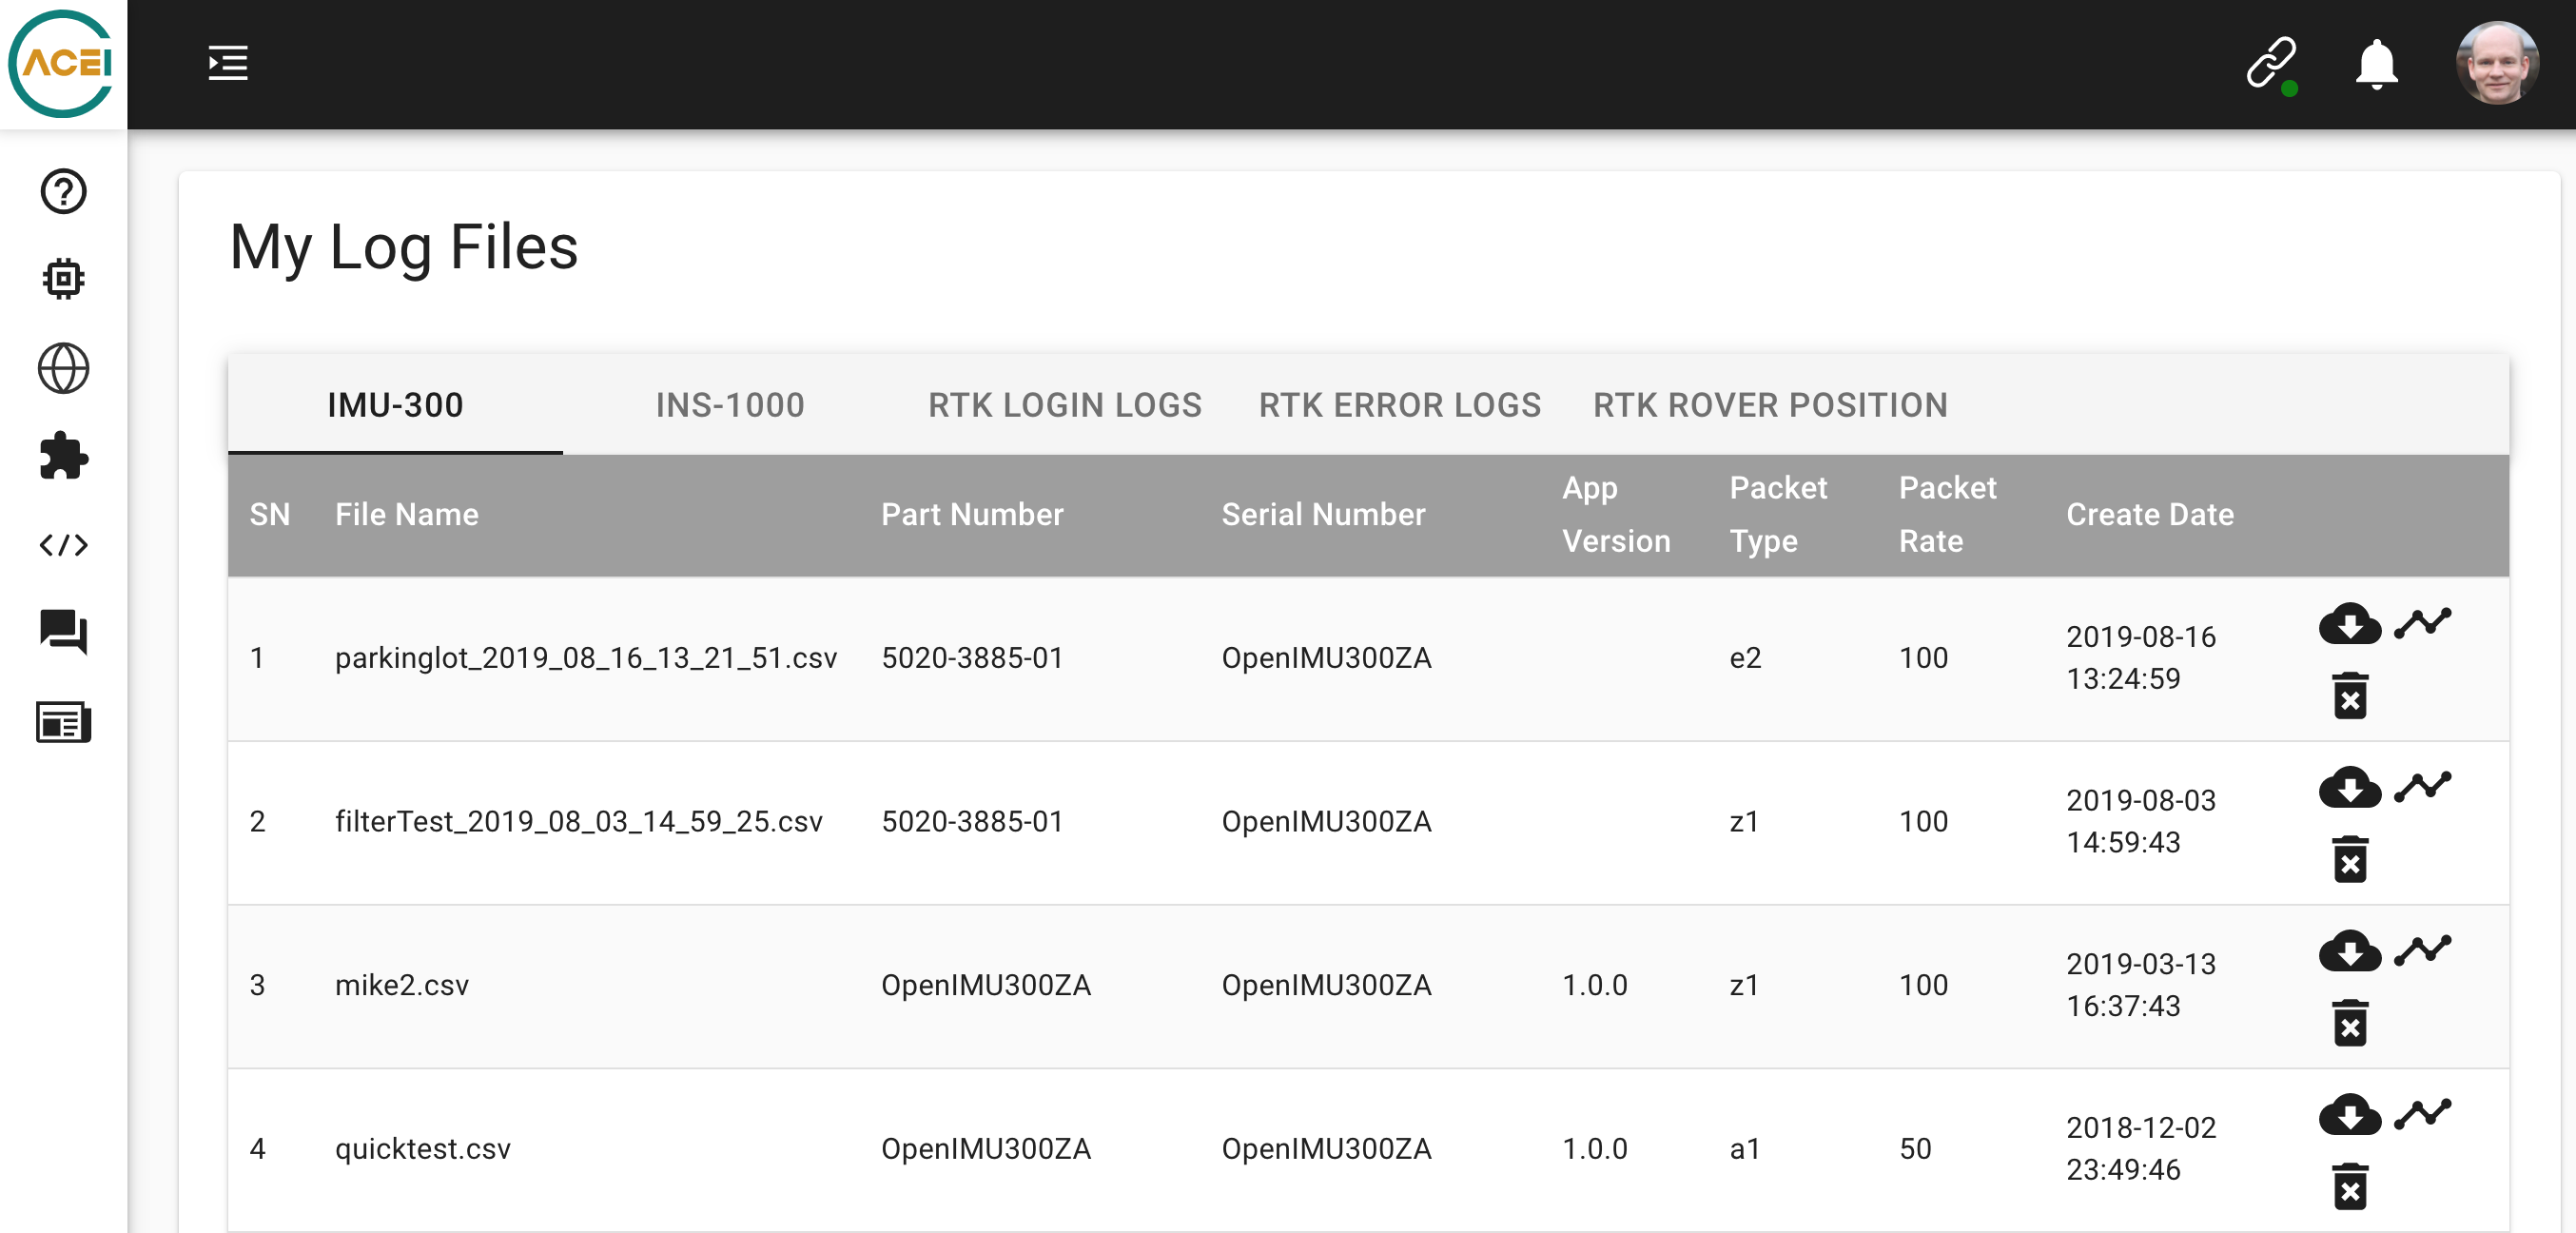 ACEI
My Log Files
IMU-300 INS-1000 RTK LOGIN LOGS RTK ERROR LOGS RTK ROVER POSITION
SN File Name Part Number Serial Number App Version Packet Type Packet Rate Create Date
1 parkinglot_2019_08_16_13_21_51.csv 5020-3885-01 OpenIMU300ZA e2 100 2019-08-16 13:24:59
2 filterTest_2019_08_03_14_59_25.csv 5020-3885-01 OpenIMU300ZA z1 100 2019-08-03 14:59:43
3 mike2.csv OpenIMU300ZA OpenIMU300ZA 1.0.0 z1 100 2019-03-13 16:37:43
4 quicktest.csv OpenIMU300ZA OpenIMU300ZA 1.0.0 a1 50 2018-12-02 23:49:46